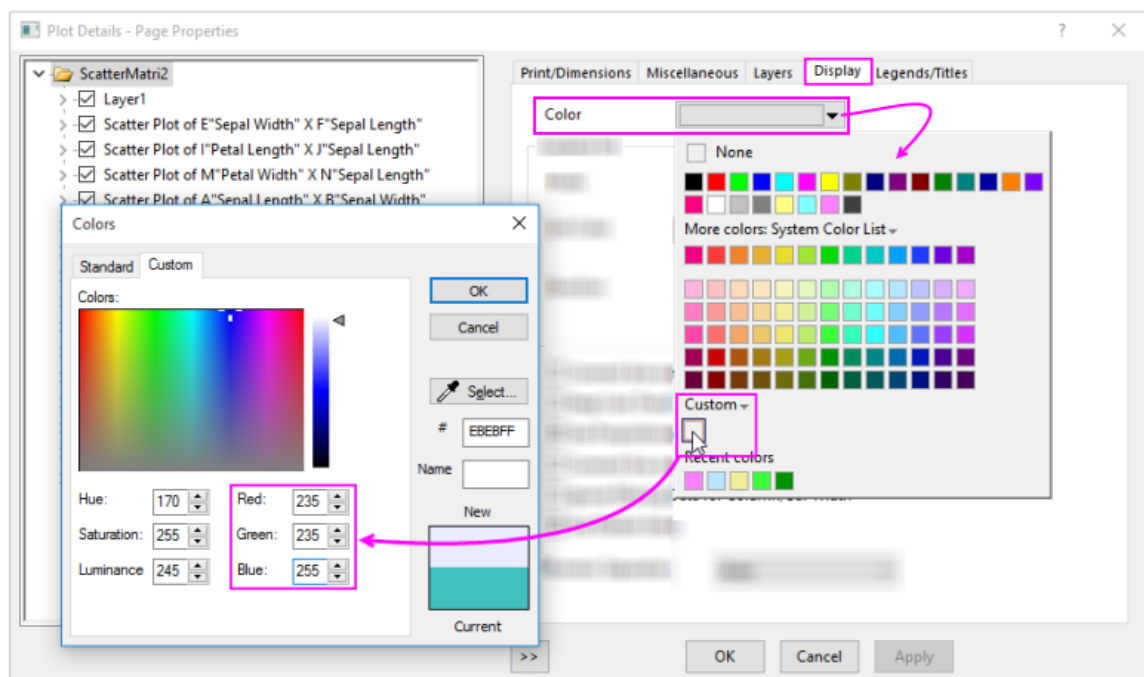 Plot Details - Page Properties
?
ScatterMatri2
Layer1
Scatter Plot of E"Sepal Width" X F"Sepal Length"
Scatter Plot of I"Petal Length" X J"Sepal Length"
Scatter Plot of M"Petal Width" X N"Sepal Length"
Scatter Plot of A"Sepal Length" X B"Sepal Width"
Print/Dimensions Miscellaneous Layers Display Legends/Titles
Color
None
More colors: System Color List
Custom
Recent colors
Colors
Standard Custom
Colors:
OK
Cancel
Select...
# EBEBFF
Name
New
Current
Hue: 170 Red: 235
Saturation: 255 Green: 235
Luminance 245 Blue: 255
>> OK Cancel Apply